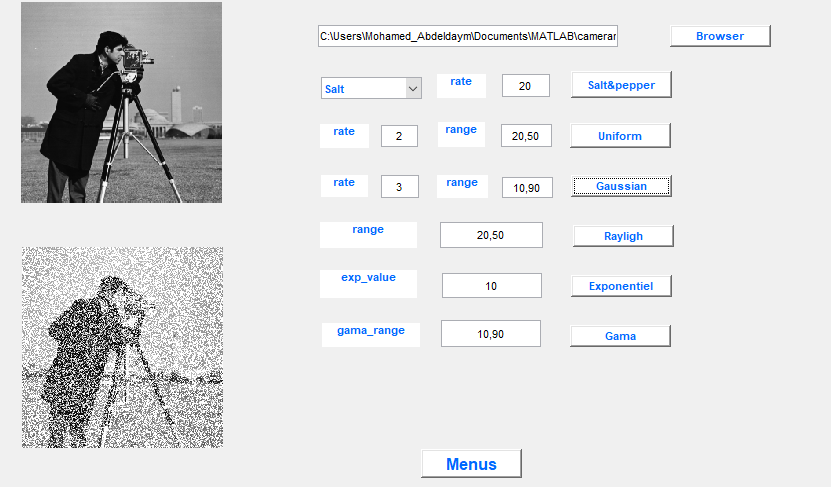 C:\Users\Mohamed_Abdeldaym\Documents\MATLAB\camerar Browser
Salt rate 20 Salt&pepper
rate 2 range 20,50 Uniform
rate 3 range 10,90 Gaussian
range 20,50 Rayligh
exp_value 10 Exponentiel
gama_range 10,90 Gama
Menus